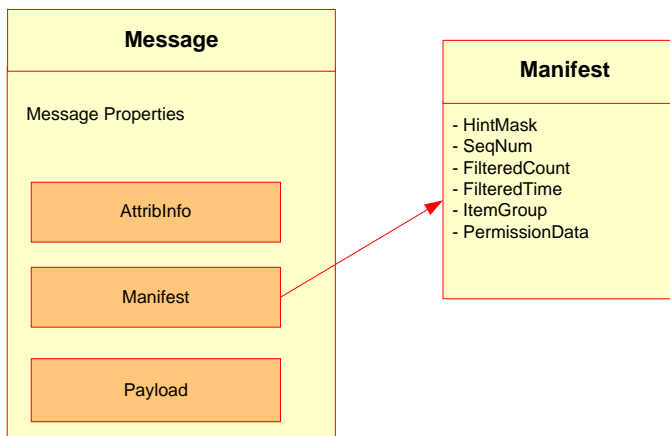 Message
Message Properties
AttribInfo
Manifest
Payload
Manifest
- HintMask
- SeqNum
- FilteredCount
- FilteredTime
- ItemGroup
- PermissionData